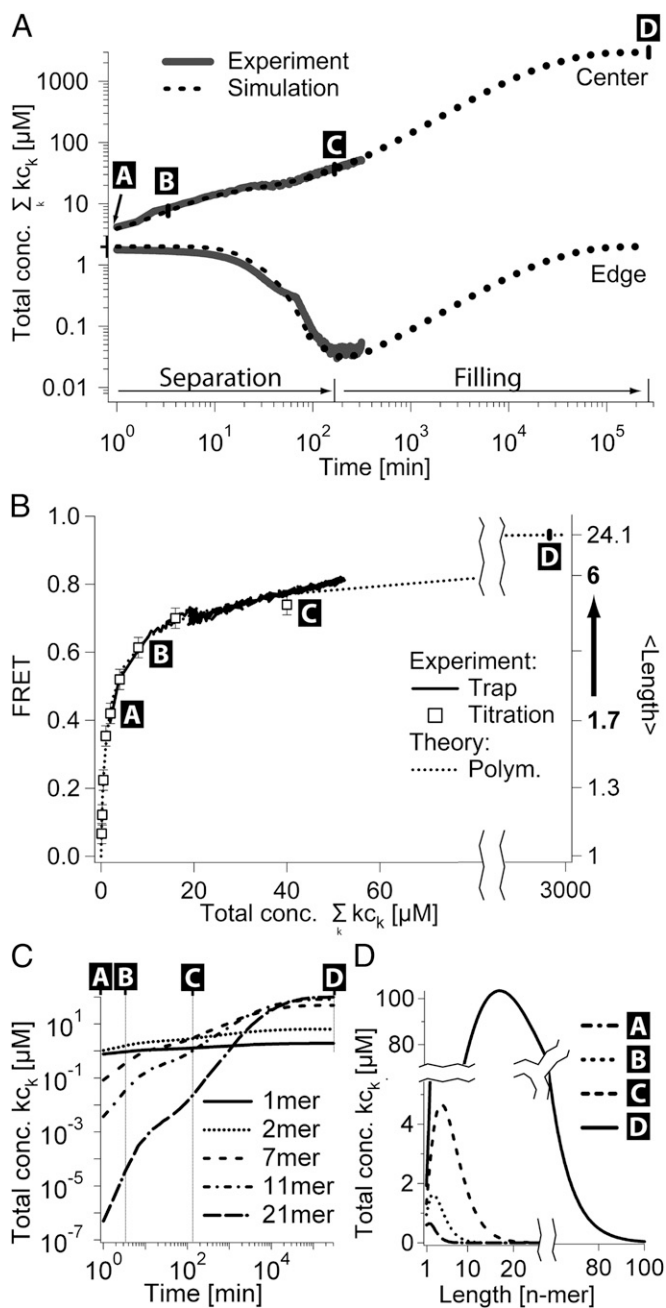 A
Experiment
Simulation
D
Center
C
B
A
Edge
Separation
Filling
1000
100
10
1
0.1
0.01
Total conc. Σ kc_k [µM]
k
10^0
10^1
10^2
10^3
10^4
10^5
Time [min]
B
1.0
0.8
0.6
0.4
0.2
0.0
FRET
24.1
6
1.7
1.3
1
<Length>
D
C
B
A
Experiment:
Trap
Titration
Theory:
Polym.
0
20
40
60
3000
Total conc. Σ kc_k [µM]
k
C
A
B
C
D
10^1
10^-1
10^-3
10^-5
10^-7
Total conc. kc_k [µM]
1mer
2mer
7mer
11mer
21mer
10^0
10^2
10^4
Time [min]
D
100
80
4
2
0
Total conc. kc_k [µM]
A
B
C
D
1
10
20
80
100
Length [n-mer]